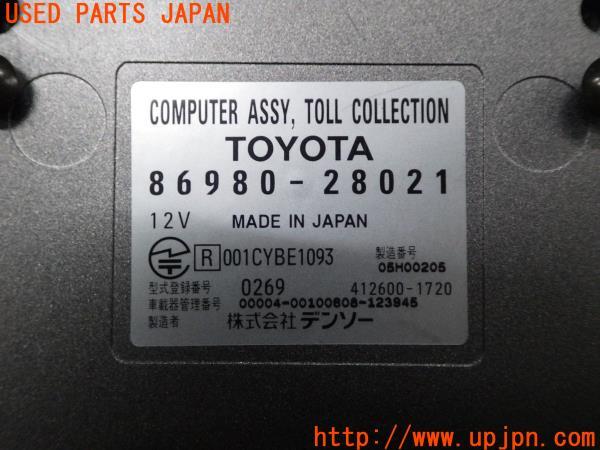 USED PARTS JAPAN
COMPUTER ASSY, TOLL COLLECTION
TOYOTA
86980-28021
12V MADE IN JAPAN
R 001CYBE1093 製造番号 05H00205
型式登録番号 0269 412600-1720
車載器管理番号 00004-00100808-123945
製造者 株式会社 デンソー
UPJ
http://www.upjpn.com